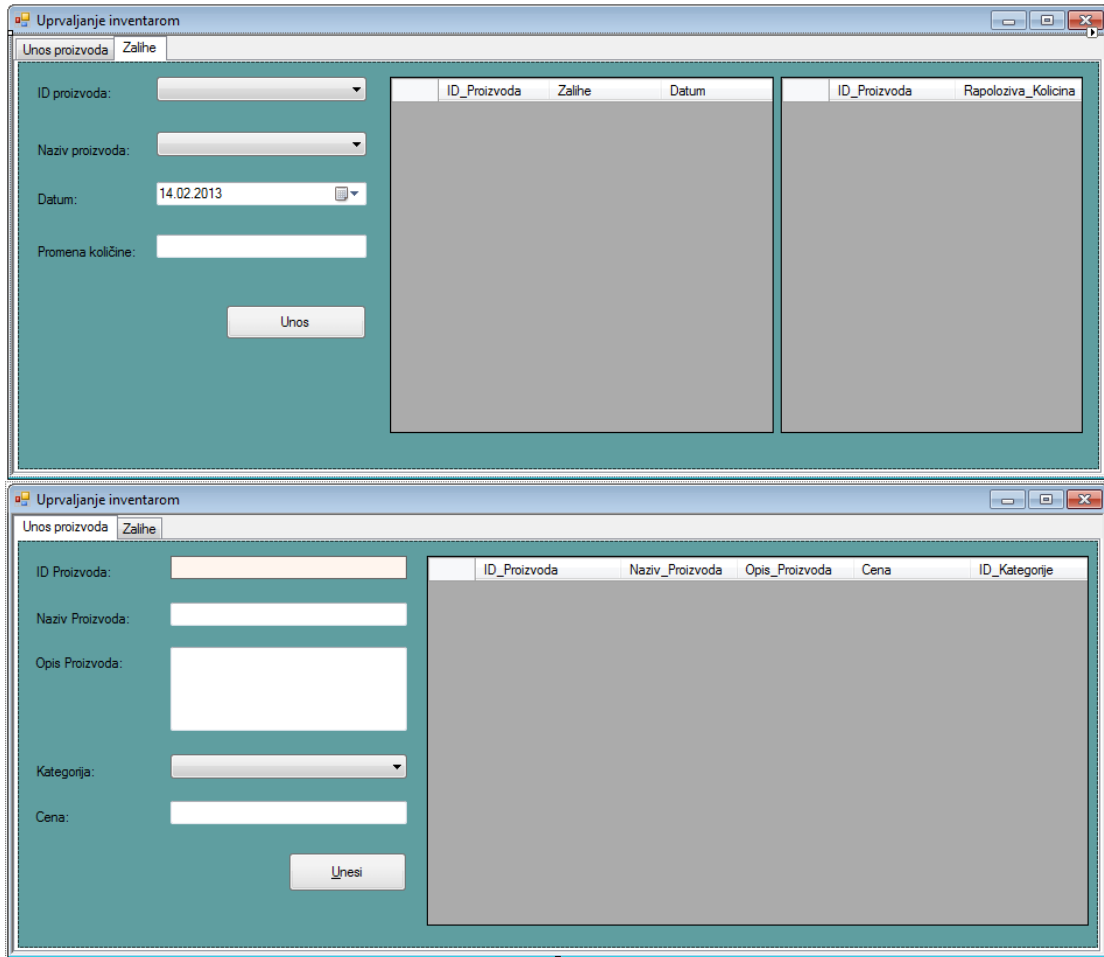 Uprvaljanje inventarom
Unos proizvoda Zalihe
ID proizvoda:
ID_Proizvoda Zalihe Datum
ID_Proizvoda Rapoloziva_Kolicina
Naziv proizvoda:
Datum: 14.02.2013
Promena količine:
Unos
Uprvaljanje inventarom
Unos proizvoda Zalihe
ID Proizvoda:
ID_Proizvoda Naziv_Proizvoda Opis_Proizvoda Cena ID_Kategorije
Naziv Proizvoda:
Opis Proizvoda:
Kategorija:
Cena:
Unesi